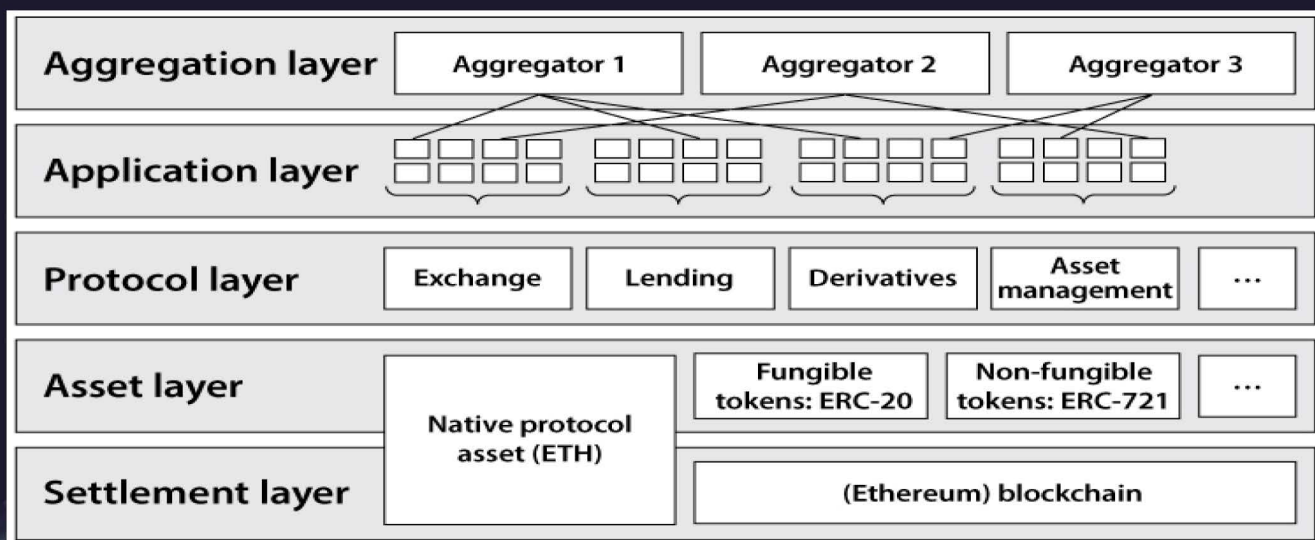 Aggregation layer
Aggregator 1
Aggregator 2
Aggregator 3
Application layer
Protocol layer
Exchange
Lending
Derivatives
Asset
management
...
Asset layer
Native protocol
asset (ETH)
Fungible
tokens: ERC-20
Non-fungible
tokens: ERC-721
...
Settlement layer
(Ethereum) blockchain